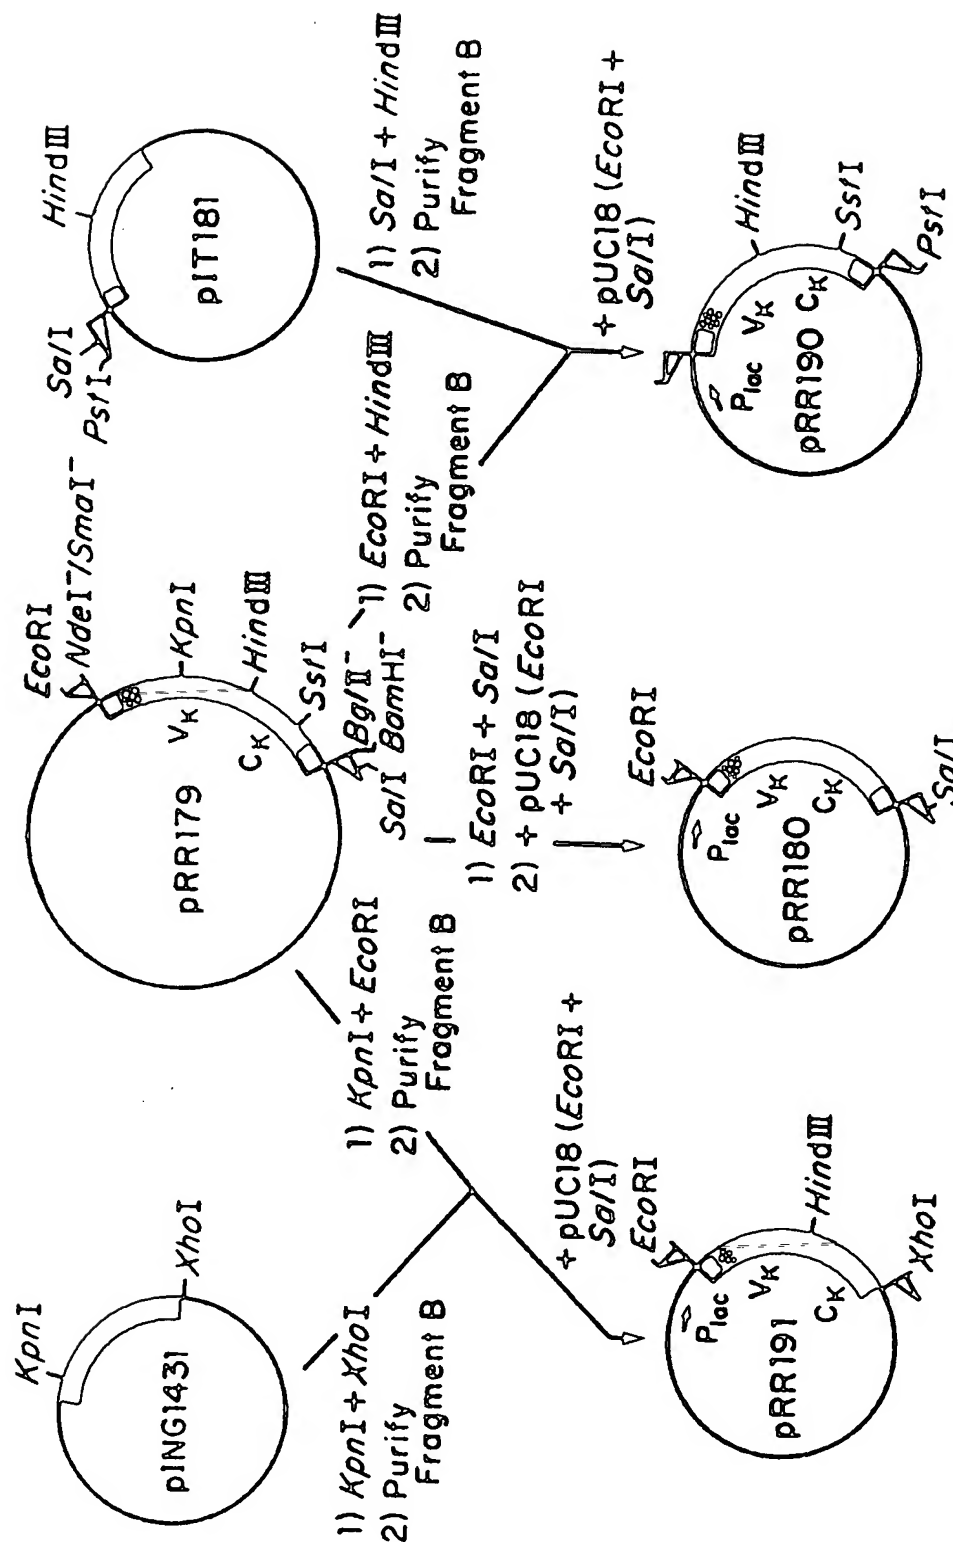 KpnI
XhoI
pING1431
1) KpnI + XhoI
2) Purify
Fragment B
EcoRI
NdeI⁻/SmaI⁻
KpnI
HindIII
SstI
BglII⁻
BamHI⁻
SalI
Vκ
Cκ
pRR179
SalI
PstI
HindIII
pIT181
1) KpnI + EcoRI
2) Purify
Fragment B
1) EcoRI + SalI
2) + pUC18 (EcoRI
+ SalI)
1) EcoRI + HindIII
2) Purify
Fragment B
1) SalI + HindIII
2) Purify
Fragment B
+ pUC18 (EcoRI +
SalI)
EcoRI
Plac
Vκ
Cκ
HindIII
XhoI
pRR191
EcoRI
Plac
Vκ
Cκ
SalI
pRR180
+ pUC18 (EcoRI +
SalI)
Plac
Vκ
HindIII
pRR190
Cκ
SstI
PstI